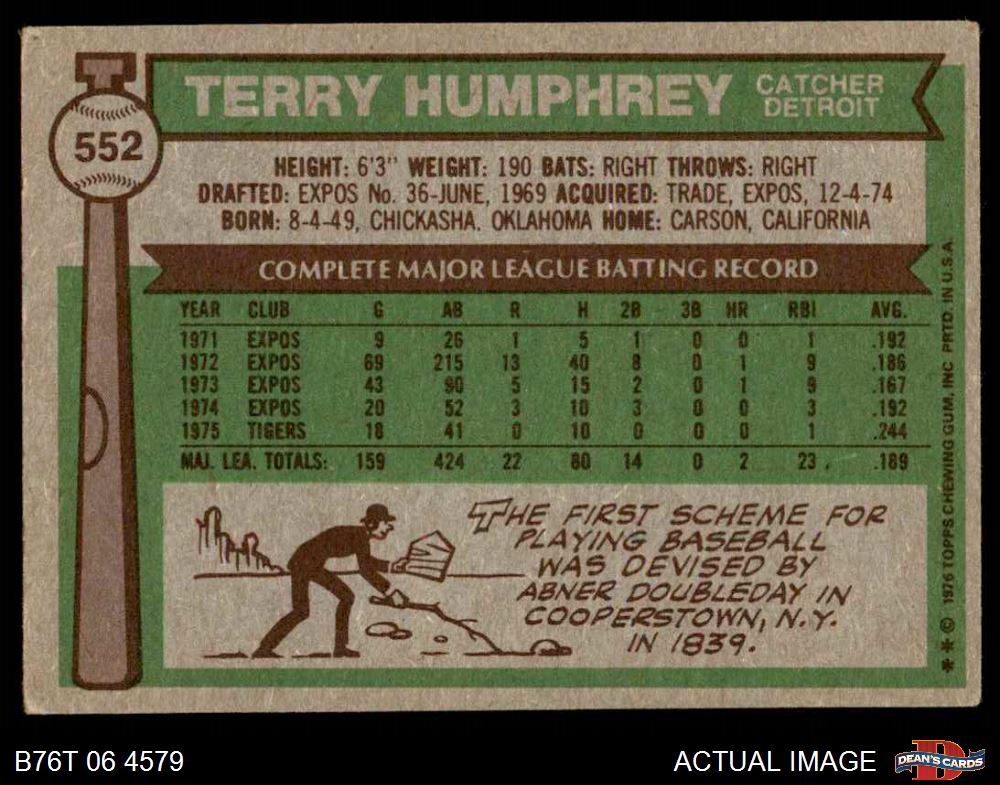 552
TERRY HUMPHREY
CATCHER
DETROIT
HEIGHT: 6'3" WEIGHT: 190 BATS: RIGHT THROWS: RIGHT
DRAFTED: EXPOS No. 36-JUNE, 1969 ACQUIRED: TRADE, EXPOS, 12-4-74
BORN: 8-4-49, CHICKASHA, OKLAHOMA HOME: CARSON, CALIFORNIA
COMPLETE MAJOR LEAGUE BATTING RECORD
YEAR CLUB G AB R H 2B 3B HR RBI AVG.
1971 EXPOS 9 26 1 5 1 0 0 1 .192
1972 EXPOS 69 215 13 40 8 0 1 9 .186
1973 EXPOS 43 90 5 15 2 0 1 9 .167
1974 EXPOS 20 52 3 10 3 0 0 3 .192
1975 TIGERS 18 41 0 10 0 0 0 1 .244
MAJ. LEA. TOTALS: 159 424 22 80 14 0 2 23 .189
THE FIRST SCHEME FOR
PLAYING BASEBALL
WAS DEVISED BY
ABNER DOUBLEDAY IN
COOPERSTOWN, N.Y.
IN 1839.
** © 1976 TOPPS CHEWING GUM, INC PRTD. IN U.S.A.
B76T 06 4579
ACTUAL IMAGE
DEAN'S CARDS